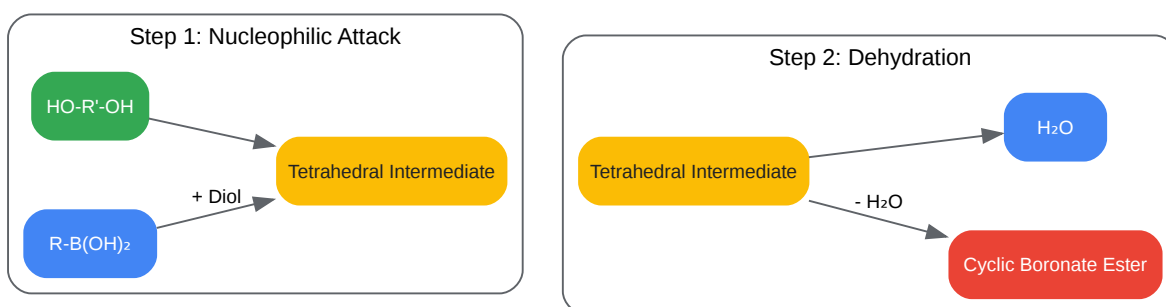 Step 1: Nucleophilic Attack
HO-R'-OH
Tetrahedral Intermediate
+ Diol
R-B(OH)₂
Step 2: Dehydration
H₂O
Tetrahedral Intermediate
- H₂O
Cyclic Boronate Ester